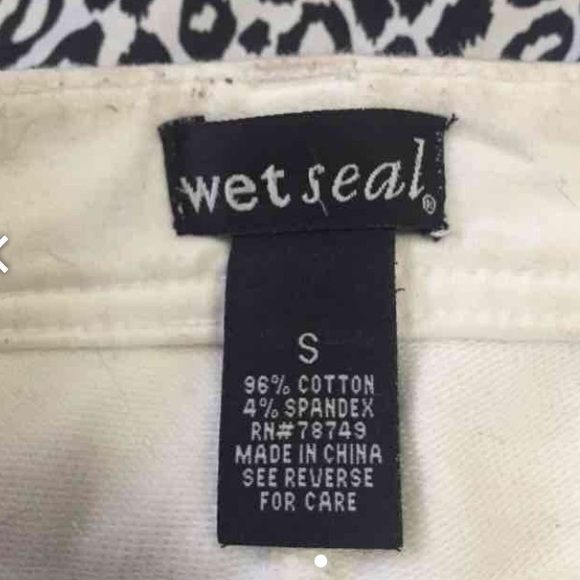 wet seal®
S
96% COTTON
4% SPANDEX
RN#78749
MADE IN CHINA
SEE REVERSE
FOR CARE